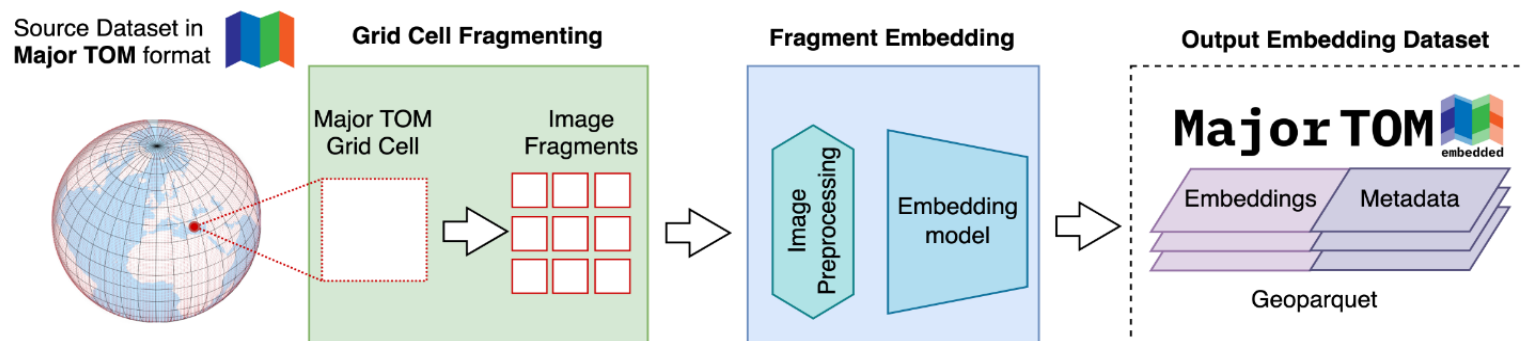 Source Dataset in
Major TOM format
Grid Cell Fragmenting
Major TOM
Grid Cell
Image
Fragments
Fragment Embedding
Image
Preprocessing
Embedding
model
Output Embedding Dataset
Major TOM
embedded
Embeddings
Metadata
Geoparquet